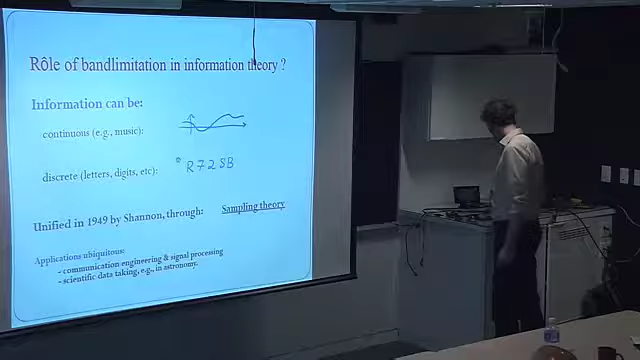 Rôle of bandlimitation in information theory ?
Information can be:
continuous (e.g., music):
discrete (letters, digits, etc):
R728B
Unified in 1949 by Shannon, through: Sampling theory
Applications ubiquitous:
- communication engineering & signal processing
- scientific data taking, e.g., in astronomy.